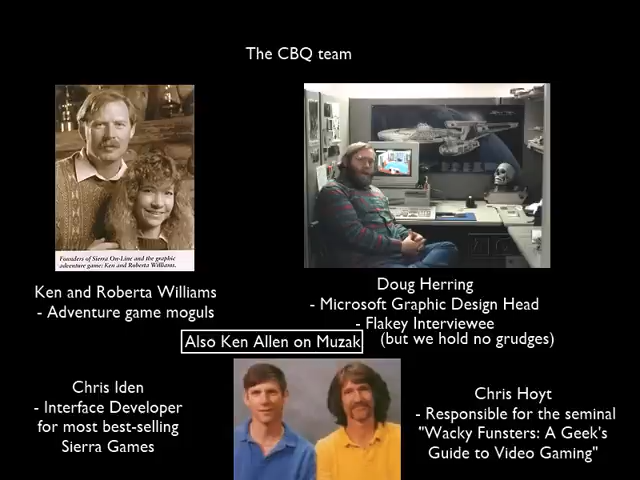 The CBQ team
Founders of Sierra On-Line and the graphic
adventure game: Ken and Roberta Williams.
Ken and Roberta Williams
- Adventure game moguls
Doug Herring
- Microsoft Graphic Design Head
- Flakey Interviewee
(but we hold no grudges)
Also Ken Allen on Muzak
Chris Iden
- Interface Developer
for most best-selling
Sierra Games
Chris Hoyt
- Responsible for the seminal
"Wacky Funsters: A Geek's
Guide to Video Gaming"